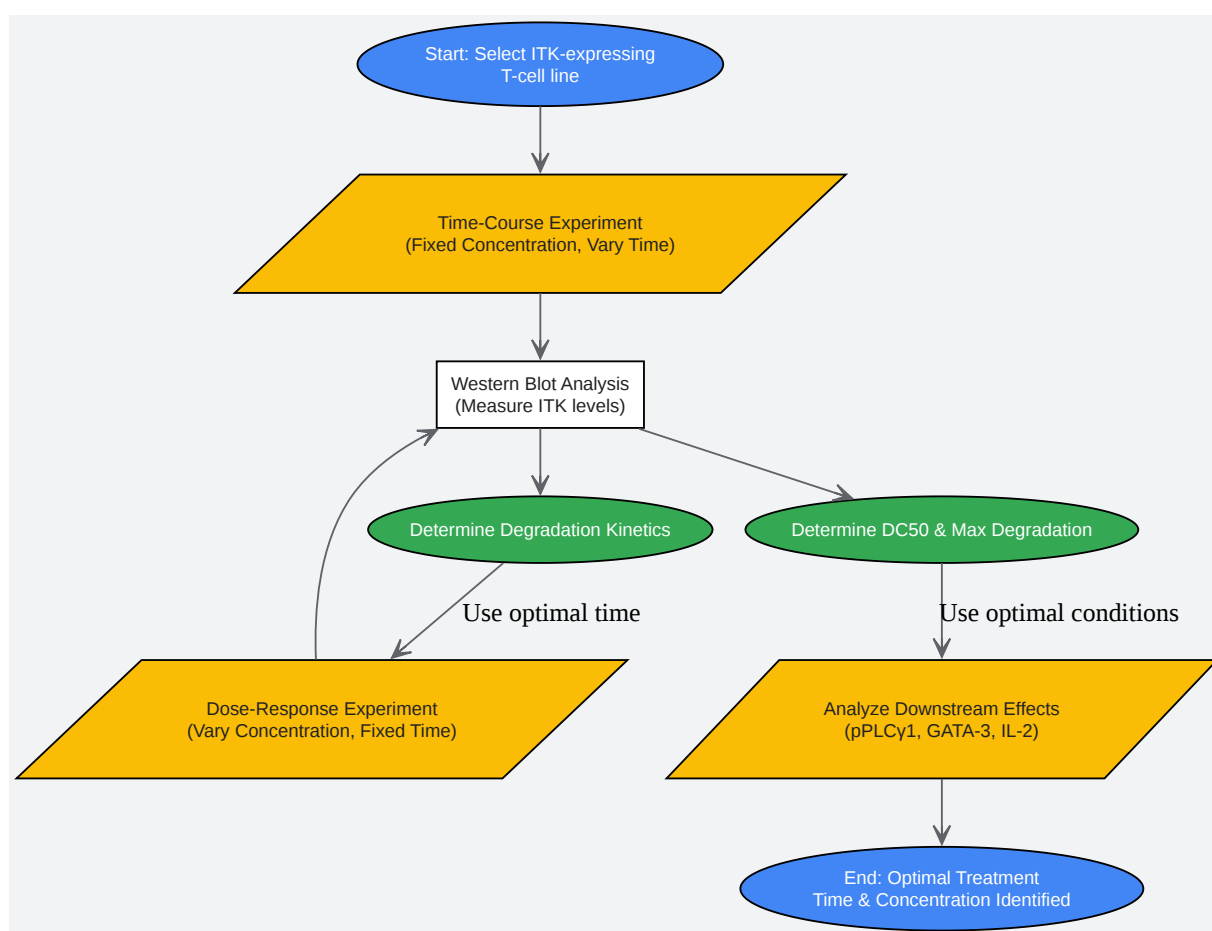 Start: Select ITK-expressing
T-cell line
Time-Course Experiment
(Fixed Concentration, Vary Time)
Western Blot Analysis
(Measure ITK levels)
Determine Degradation Kinetics
Determine DC50 & Max Degradation
Use optimal time
Use optimal conditions
Dose-Response Experiment
(Vary Concentration, Fixed Time)
Analyze Downstream Effects
(pPLCγ1, GATA-3, IL-2)
End: Optimal Treatment
Time & Concentration Identified